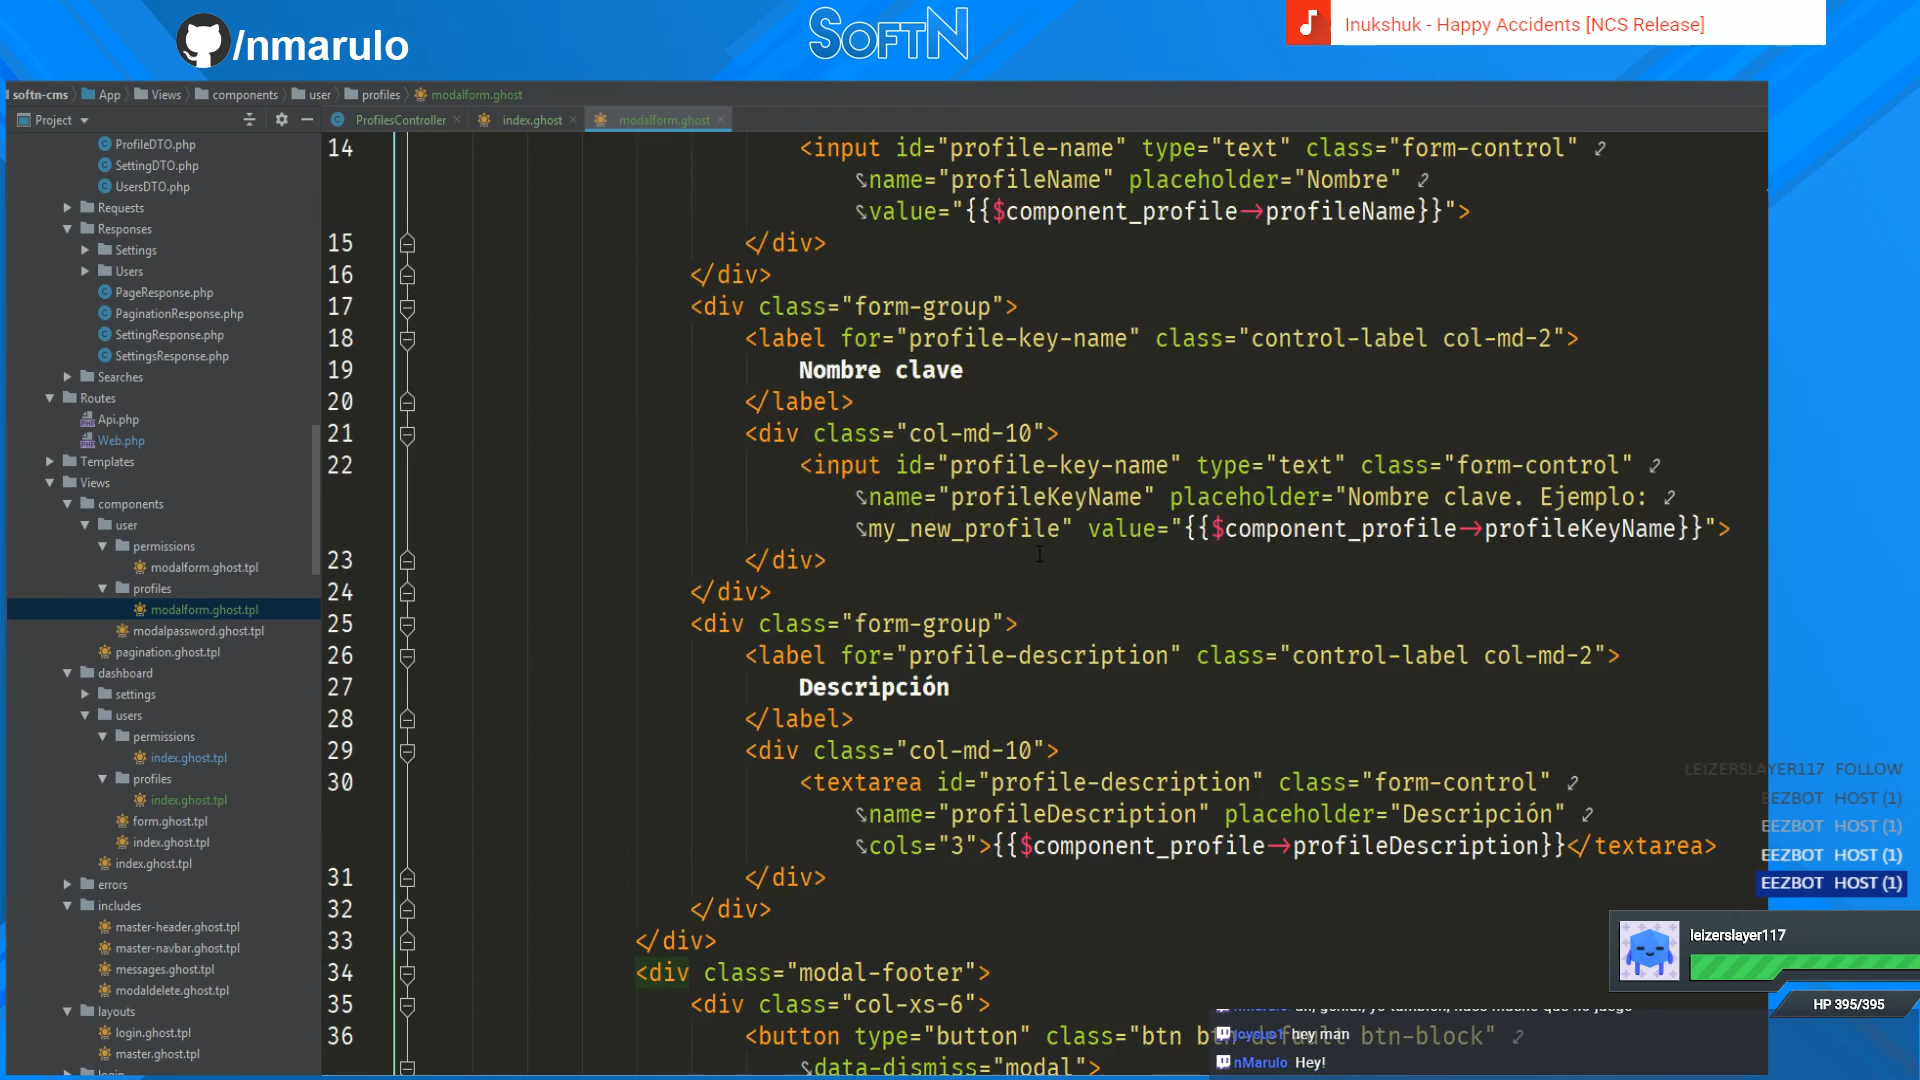 /nmarulo
SOFTN
Inukshuk - Happy Accidents [NCS Release]
softn-cms App Views components user profiles modalform.ghost
Project
ProfilesController index.ghost modalform.ghost
ProfileDTO.php
SettingDTO.php
UsersDTO.php
Requests
Responses
Settings
Users
PageResponse.php
PaginationResponse.php
SettingResponse.php
SettingsResponse.php
Searches
Routes
Api.php
Web.php
Templates
Views
components
user
permissions
modalform.ghost.tpl
profiles
modalform.ghost.tpl
modalpassword.ghost.tpl
pagination.ghost.tpl
dashboard
settings
users
permissions
index.ghost.tpl
profiles
index.ghost.tpl
form.ghost.tpl
index.ghost.tpl
index.ghost.tpl
errors
includes
master-header.ghost.tpl
master-navbar.ghost.tpl
messages.ghost.tpl
modaldelete.ghost.tpl
layouts
login.ghost.tpl
master.ghost.tpl
login
14 <input id="profile-name" type="text" class="form-control"
name="profileName" placeholder="Nombre"
value="{{$component_profile->profileName}}">
15 </div>
16 </div>
17 <div class="form-group">
18 <label for="profile-key-name" class="control-label col-md-2">
19 Nombre clave
20 </label>
21 <div class="col-md-10">
22 <input id="profile-key-name" type="text" class="form-control"
name="profileKeyName" placeholder="Nombre clave. Ejemplo:
my_new_profile" value="{{$component_profile->profileKeyName}}">
23 </div>
24 </div>
25 <div class="form-group">
26 <label for="profile-description" class="control-label col-md-2">
27 Descripción
28 </label>
29 <div class="col-md-10">
30 <textarea id="profile-description" class="form-control"
name="profileDescription" placeholder="Descripción"
cols="3">{{$component_profile->profileDescription}}</textarea>
31 </div>
32 </div>
33 </div>
34 <div class="modal-footer">
35 <div class="col-xs-6">
36 <button type="button" class="btn btn-default btn-block"
data-dismiss="modal">
LEIZERSLAYER117 FOLLOW
EEZBOT HOST (1)
EEZBOT HOST (1)
EEZBOT HOST (1)
EEZBOT HOST (1)
leizerslayer117
HP 395/395
joycus1: hey man
nMarulo: Hey!